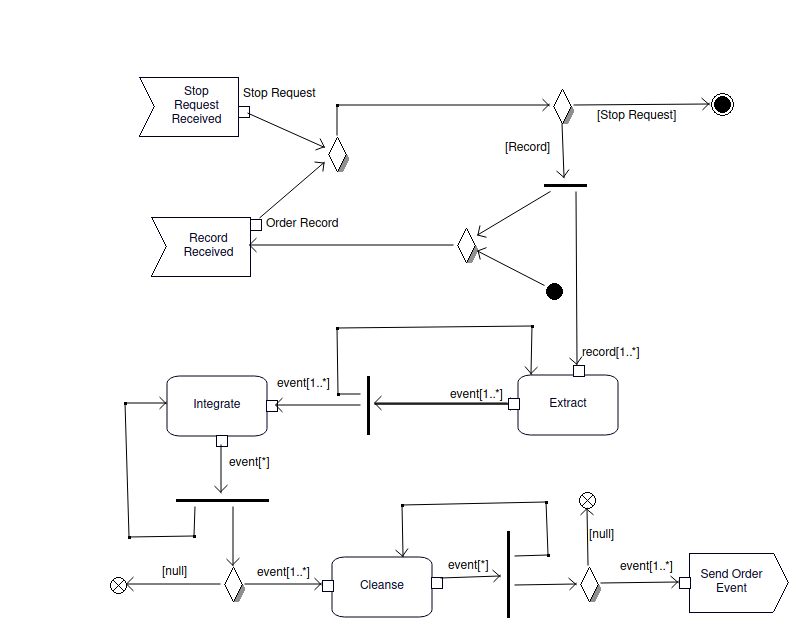 Stop
Request
Received
Stop Request
[Stop Request]
[Record]
Record
Received
Order Record
record[1..*]
Integrate
event[1..*]
event[1..*]
Extract
event[*]
[null]
event[1..*]
Cleanse
event[*]
[null]
event[1..*]
Send Order
Event